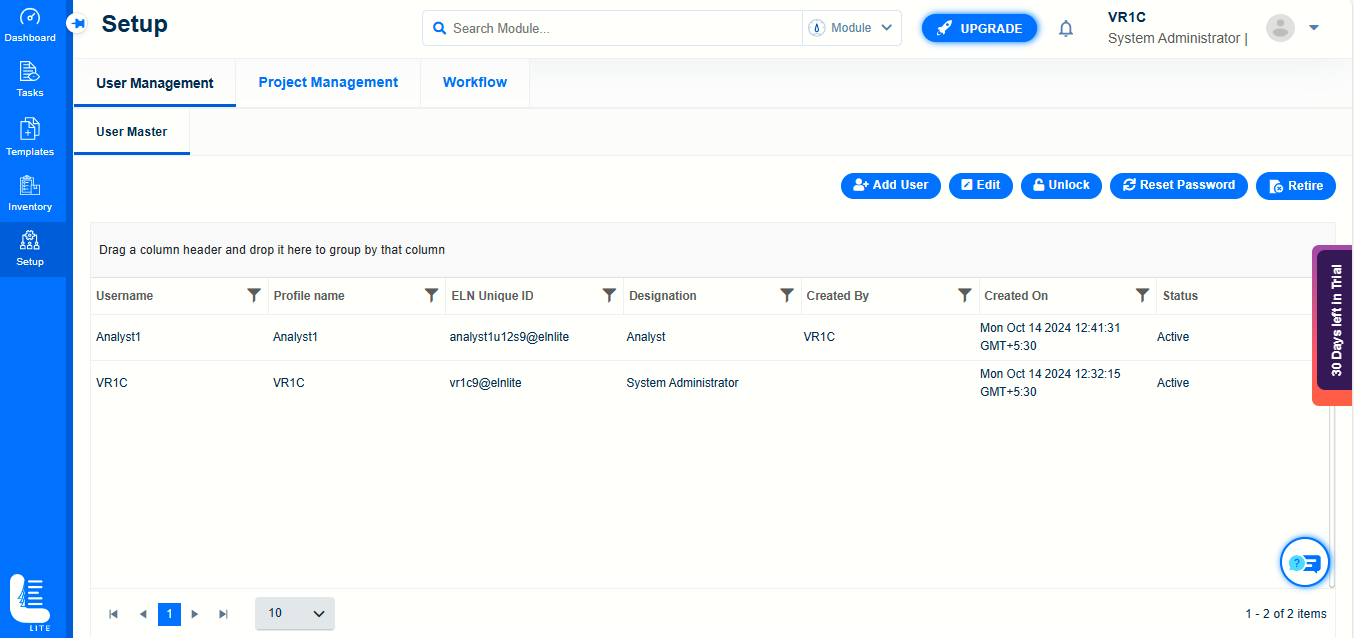 Dashboard
Tasks
Templates
Inventory
Setup
LITE
Setup
Search Module...
Module
UPGRADE
VR1C
System Administrator |
User Management
Project Management
Workflow
User Master
Add User
Edit
Unlock
Reset Password
Retire
Drag a column header and drop it here to group by that column
Username
Profile name
ELN Unique ID
Designation
Created By
Created On
Status
Analyst1
Analyst1
analyst1u12s9@elnlite
Analyst
VR1C
Mon Oct 14 2024 12:41:31
GMT+5:30
Active
VR1C
VR1C
vr1c9@elnlite
System Administrator
Mon Oct 14 2024 12:32:15
GMT+5:30
Active
30 Days left in Trial
?
1
10
1 - 2 of 2 items